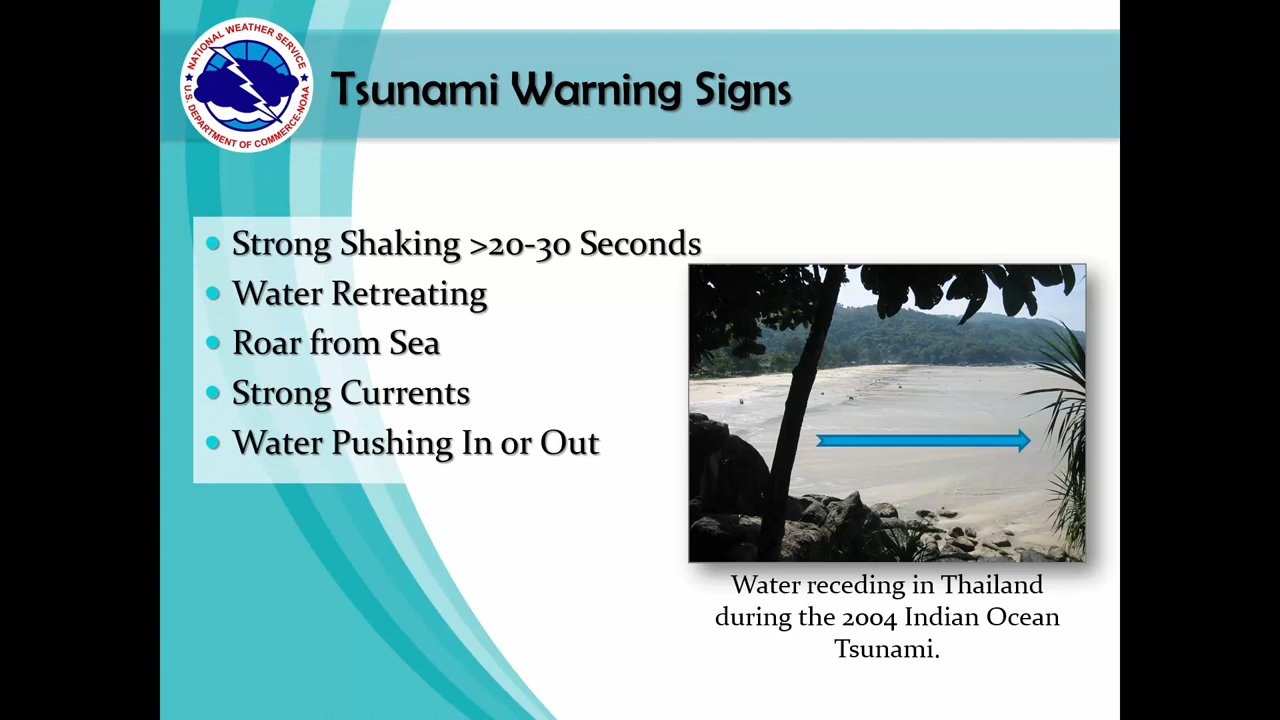 NATIONAL WEATHER SERVICE
U.S. DEPARTMENT OF COMMERCE-NOAA
Tsunami Warning Signs
Strong Shaking >20-30 Seconds
Water Retreating
Roar from Sea
Strong Currents
Water Pushing In or Out
Water receding in Thailand
during the 2004 Indian Ocean
Tsunami.